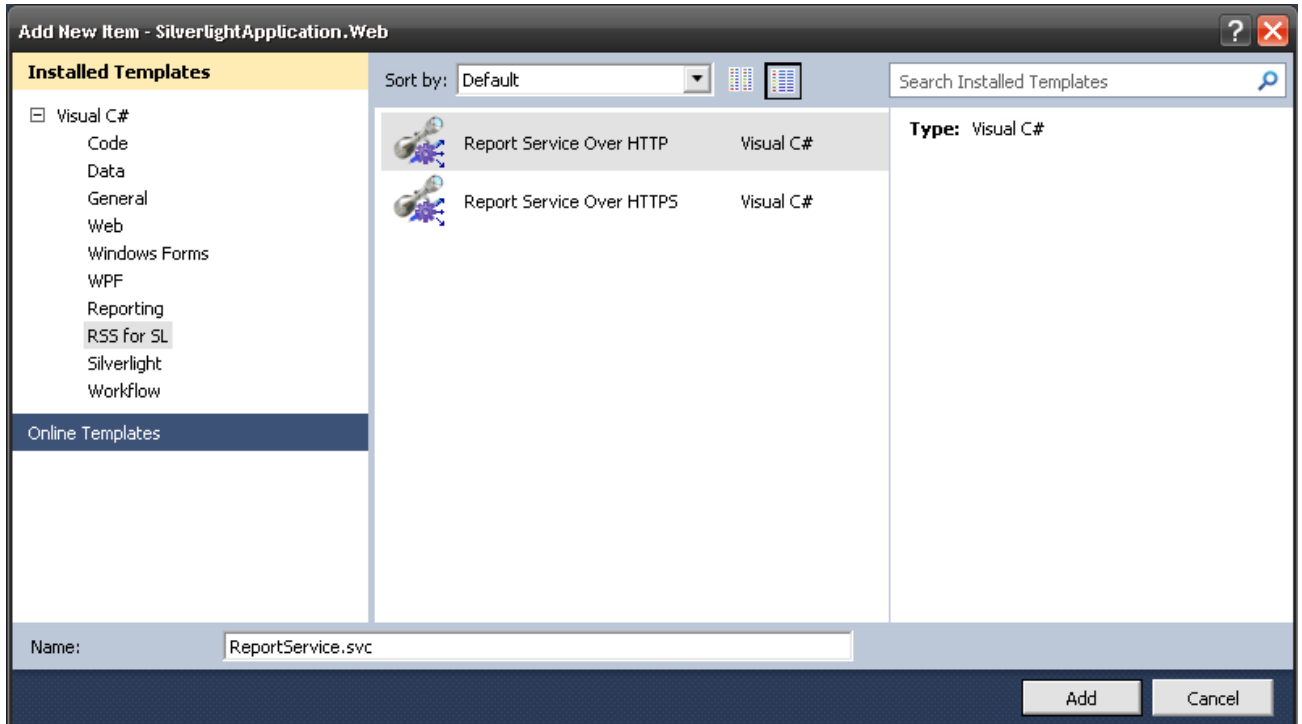 Add New Item - SilverlightApplication.Web
?
Installed Templates
Sort by: Default
Search Installed Templates
Visual C#
Code
Data
General
Web
Windows Forms
WPF
Reporting
RSS for SL
Silverlight
Workflow
Online Templates
Report Service Over HTTP Visual C#
Report Service Over HTTPS Visual C#
Type: Visual C#
Name: ReportService.svc
Add Cancel